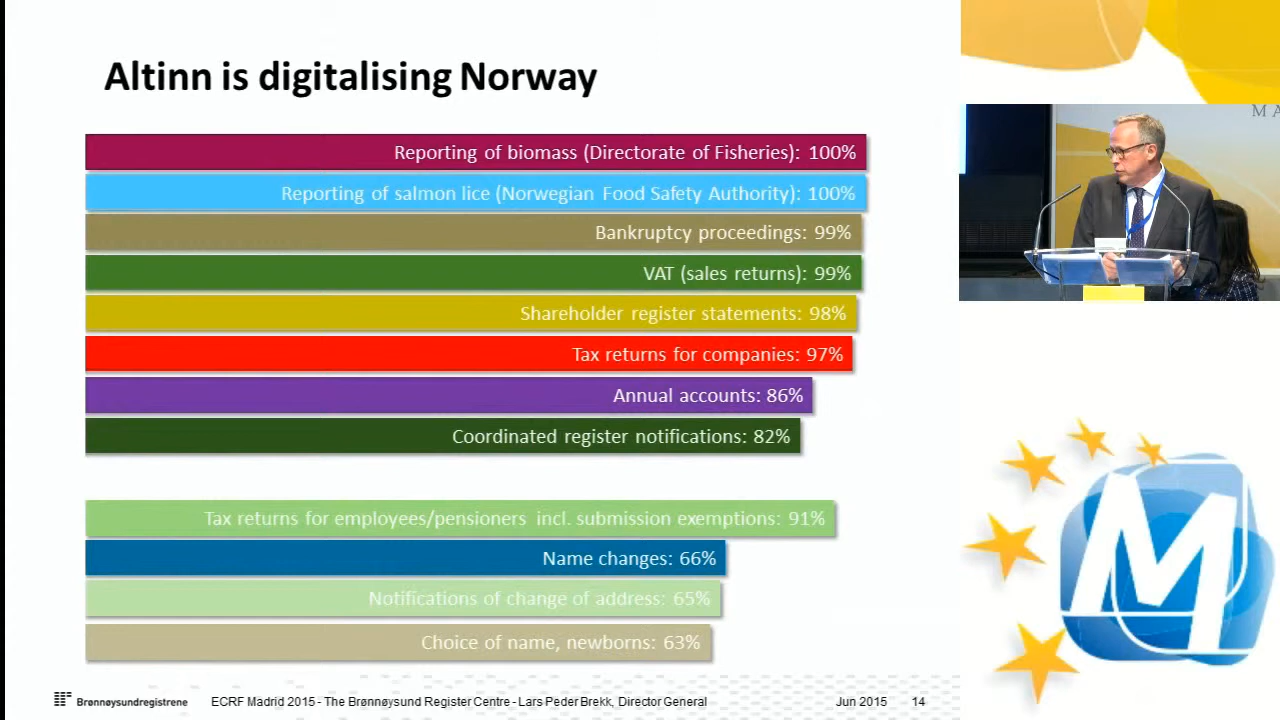 Altinn is digitalising Norway
Reporting of biomass (Directorate of Fisheries): 100%
Reporting of salmon lice (Norwegian Food Safety Authority): 100%
Bankruptcy proceedings: 99%
VAT (sales returns): 99%
Shareholder register statements: 98%
Tax returns for companies: 97%
Annual accounts: 86%
Coordinated register notifications: 82%
Tax returns for employees/pensioners incl. submission exemptions: 91%
Name changes: 66%
Notifications of change of address: 65%
Choice of name, newborns: 63%
Brønnøysundregistrene
ECRF Madrid 2015 - The Brønnøysund Register Centre - Lars Peder Brekk, Director General
Jun 2015
14
M A
M